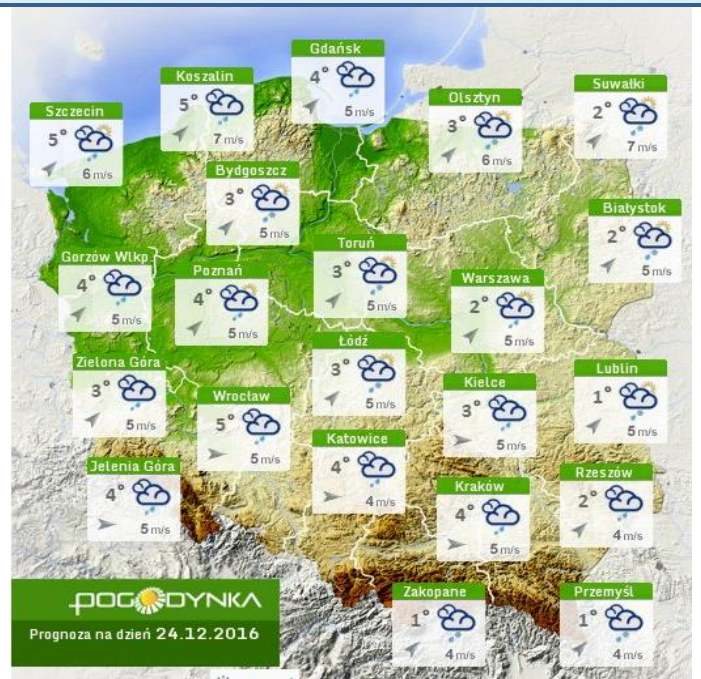 Gdańsk
4°
5 m/s
Koszalin
5°
7 m/s
Suwałki
2°
7 m/s
Olsztyn
3°
6 m/s
Szczecin
5°
6 m/s
Bydgoszcz
3°
5 m/s
Białystok
2°
5 m/s
Toruń
3°
5 m/s
Gorzów Wlkp.
4°
5 m/s
Poznań
4°
5 m/s
Warszawa
2°
5 m/s
Łódź
3°
5 m/s
Zielona Góra
3°
5 m/s
Lublin
1°
5 m/s
Kielce
3°
5 m/s
Wrocław
5°
5 m/s
Katowice
4°
4 m/s
Jelenia Góra
4°
5 m/s
Rzeszów
2°
4 m/s
Kraków
4°
5 m/s
Zakopane
1°
4 m/s
Przemyśl
1°
4 m/s
POGODYNKA
Prognoza na dzień 24.12.2016